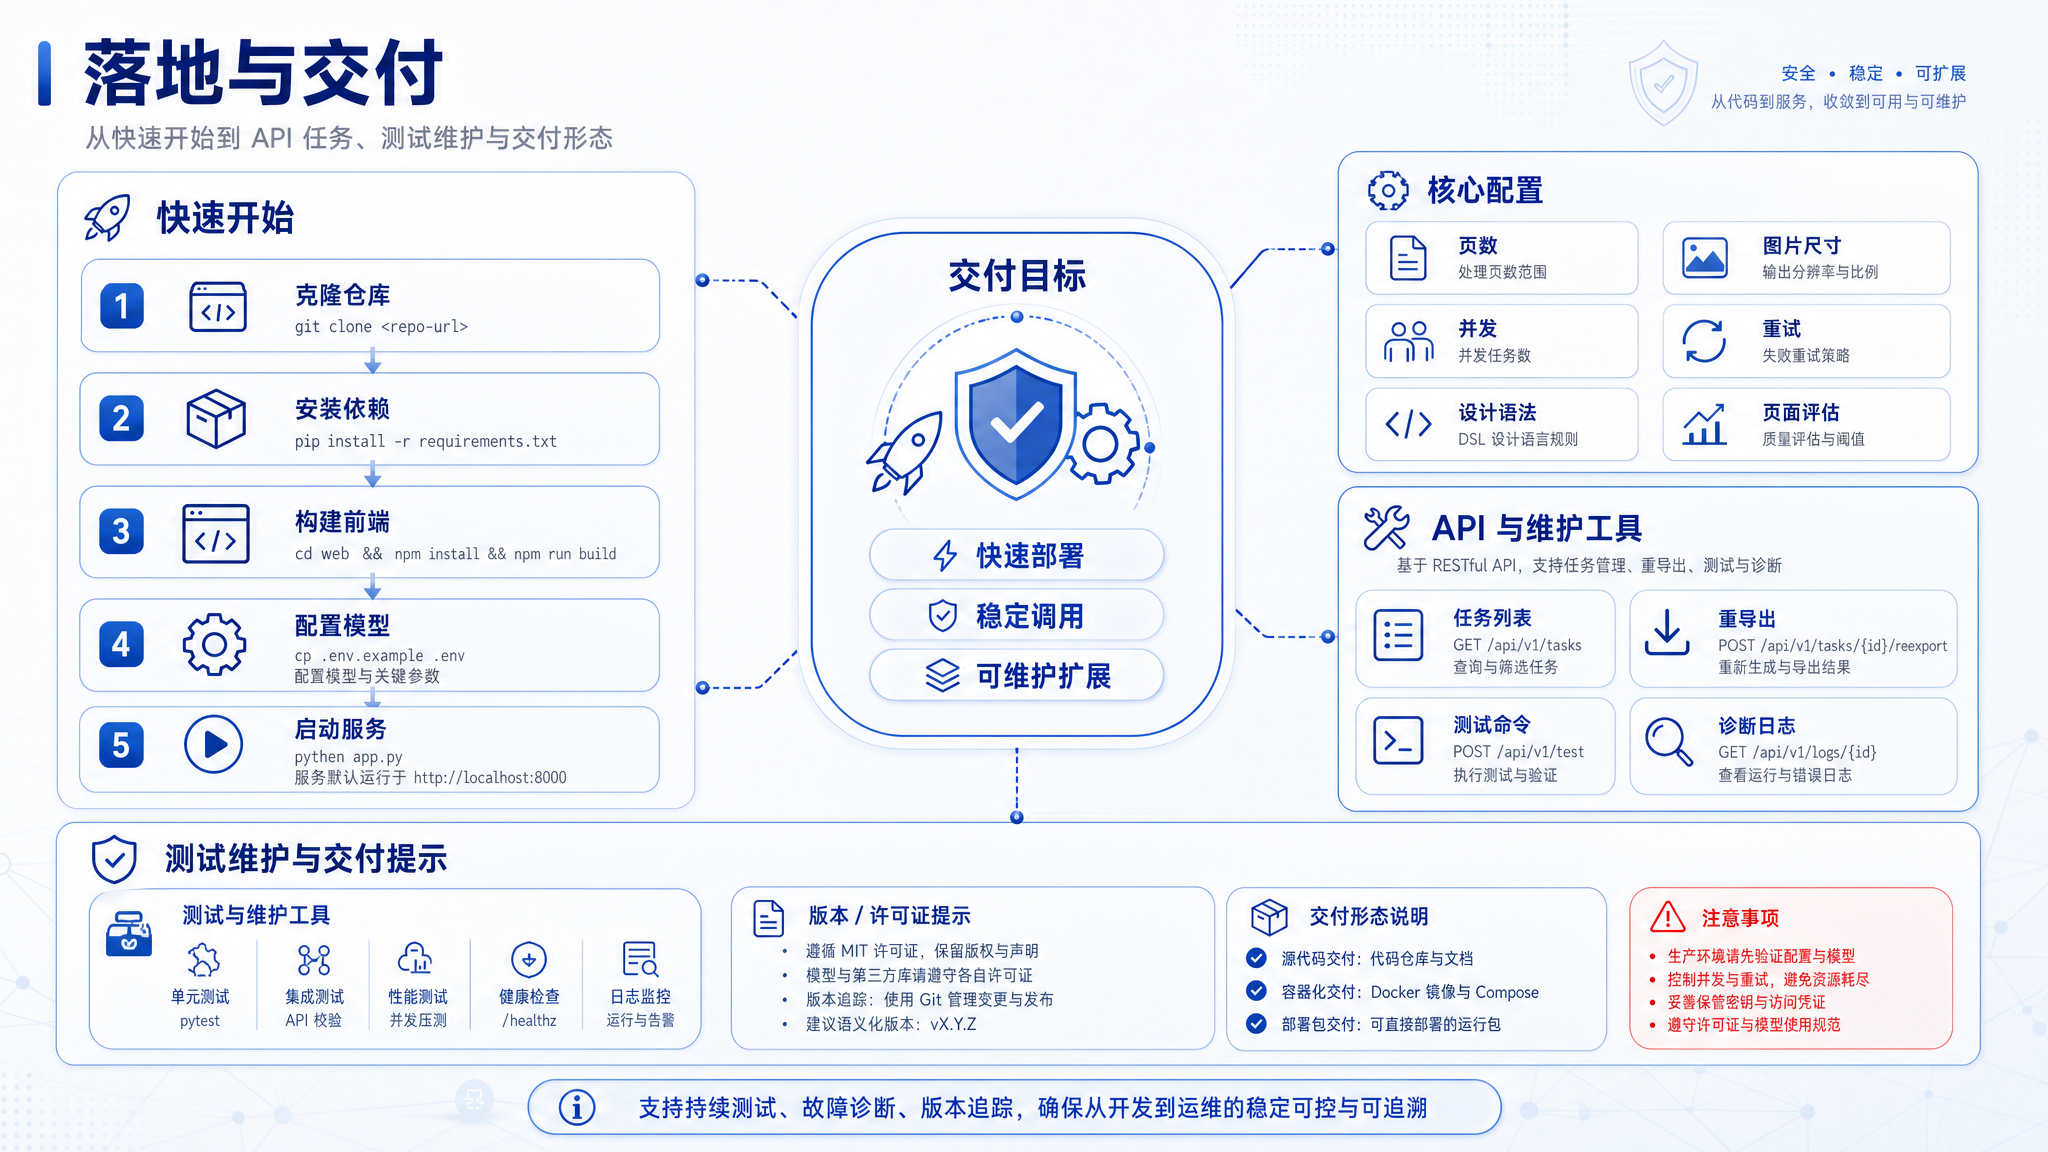 落地与交付
从快速开始到 API 任务、测试维护与交付形态
安全 • 稳定 • 可扩展
从代码到服务，收敛到可用与可维护
快速开始
1
克隆仓库
git clone <repo-url>
2
安装依赖
pip install -r requirements.txt
3
构建前端
cd web && npm install && npm run build
4
配置模型
cp .env.example .env
配置模型与关键参数
5
启动服务
pythen app.py
服务默认运行于 http://localhost:8000
交付目标
快速部署
稳定调用
可维护扩展
核心配置
页数
处理页数范围
图片尺寸
输出分辨率与比例
并发
并发任务数
重试
失败重试策略
设计语法
DSL 设计语言规则
页面评估
质量评估与阈值
API 与维护工具
基于 RESTful API，支持任务管理、重导出、测试与诊断
任务列表
GET /api/v1/tasks
查询与筛选任务
重导出
POST /api/v1/tasks/{id}/reexport
重新生成与导出结果
测试命令
POST /api/v1/test
执行测试与验证
诊断日志
GET /api/v1/logs/{id}
查看运行与错误日志
测试维护与交付提示
测试与维护工具
单元测试
pytest
集成测试
API 校验
性能测试
并发压测
健康检查
/healthz
日志监控
运行与告警
版本 / 许可证提示
• 遵循 MIT 许可证，保留版权与声明
• 模型与第三方库请遵守各自许可证
• 版本追踪：使用 Git 管理变更与发布
• 建议语义化版本：vX.Y.Z
交付形态说明
源代码交付：代码仓库与文档
容器化交付：Docker 镜像与 Compose
部署包交付：可直接部署的运行包
注意事项
• 生产环境请先验证配置与模型
• 控制并发与重试，避免资源耗尽
• 妥善保管密钥与访问凭证
• 遵守许可证与模型使用规范
支持持续测试、故障诊断、版本追踪，确保从开发到运维的稳定可控与可追溯